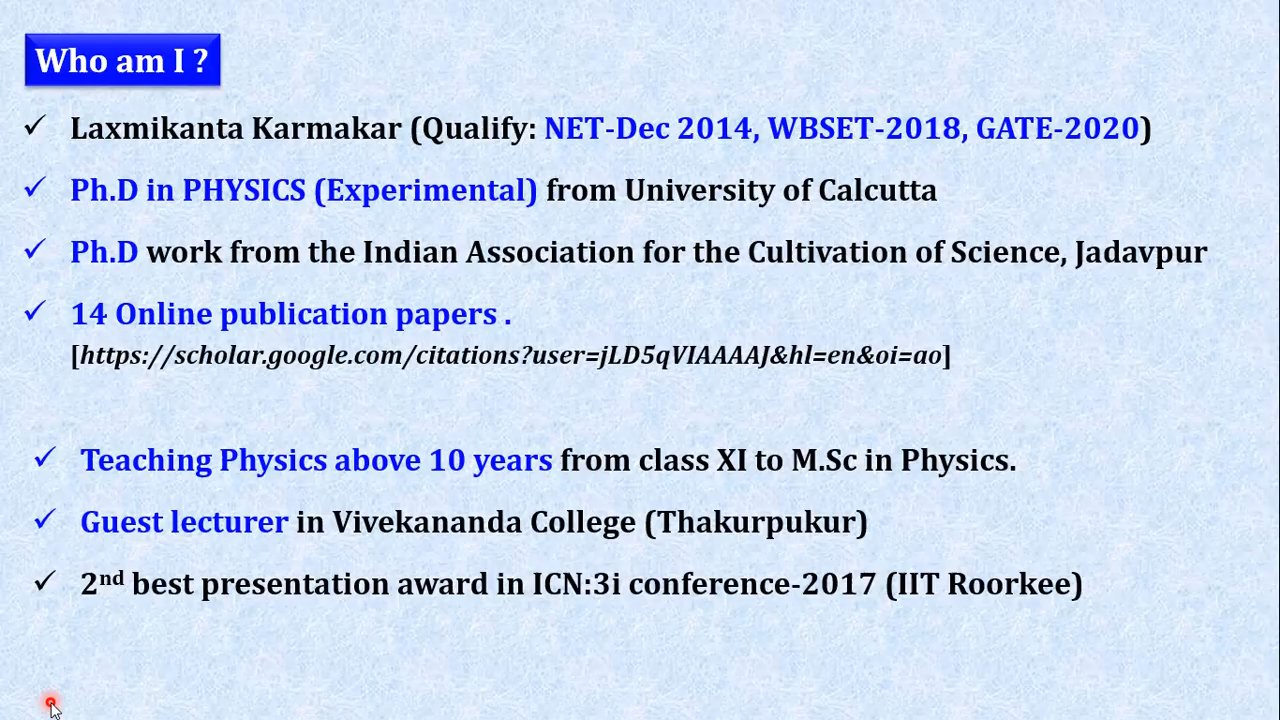 Who am I ?
✓ Laxmikanta Karmakar (Qualify: NET-Dec 2014, WBSET-2018, GATE-2020)
✓ Ph.D in PHYSICS (Experimental) from University of Calcutta
✓ Ph.D work from the Indian Association for the Cultivation of Science, Jadavpur
✓ 14 Online publication papers .
[https://scholar.google.com/citations?user=jLD5qVIAAAAJ&hl=en&oi=ao]
✓ Teaching Physics above 10 years from class XI to M.Sc in Physics.
✓ Guest lecturer in Vivekananda College (Thakurpukur)
✓ 2nd best presentation award in ICN:3i conference-2017 (IIT Roorkee)